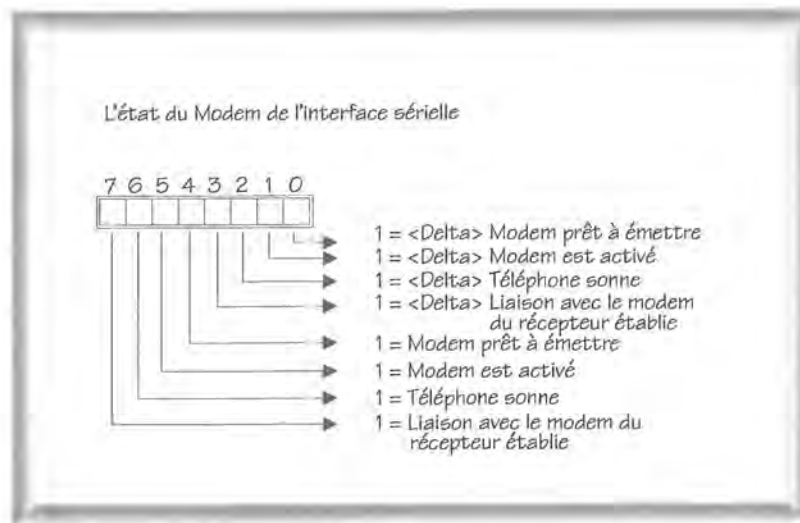 L'état du Modem de l'interface sérielle
7 6 5 4 3 2 1 0
1 = <Delta> Modem prêt à émettre
1 = <Delta> Modem est activé
1 = <Delta> Téléphone sonne
1 = <Delta> Liaison avec le modem
du récepteur établie
1 = Modem prêt à émettre
1 = Modem est activé
1 = Téléphone sonne
1 = Liaison avec le modem du
récepteur établie